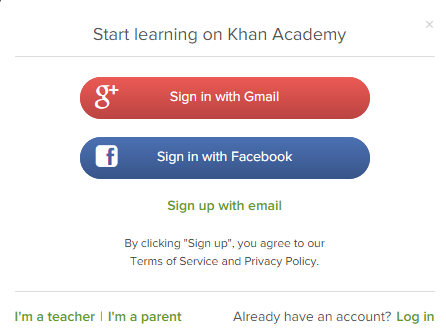 ×
Start learning on Khan Academy
g+ Sign in with Gmail
f Sign in with Facebook
Sign up with email
By clicking "Sign up", you agree to our
Terms of Service and Privacy Policy.
I'm a teacher | I'm a parent Already have an account? Log in